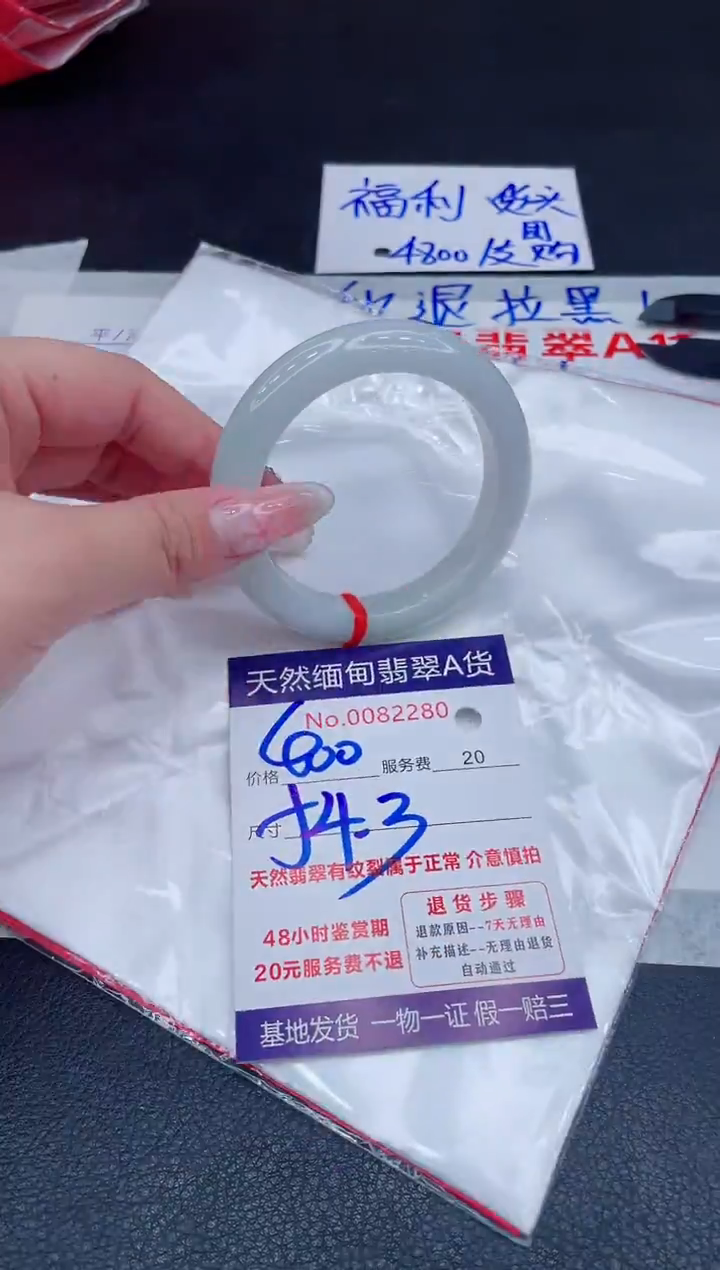 福利
团
4800 购
退拉黑!
翡翠A
平/
天然缅甸翡翠A货
No.0082280
价格 600 服务费 20
尺寸 54.3
天然翡翠有纹裂属于正常 介意慎拍
48小时鉴赏期
20元服务费不退
退货步骤
退款原因--7天无理由
补充描述--无理由退货
自动通过
基地发货 一物一证 假一赔三